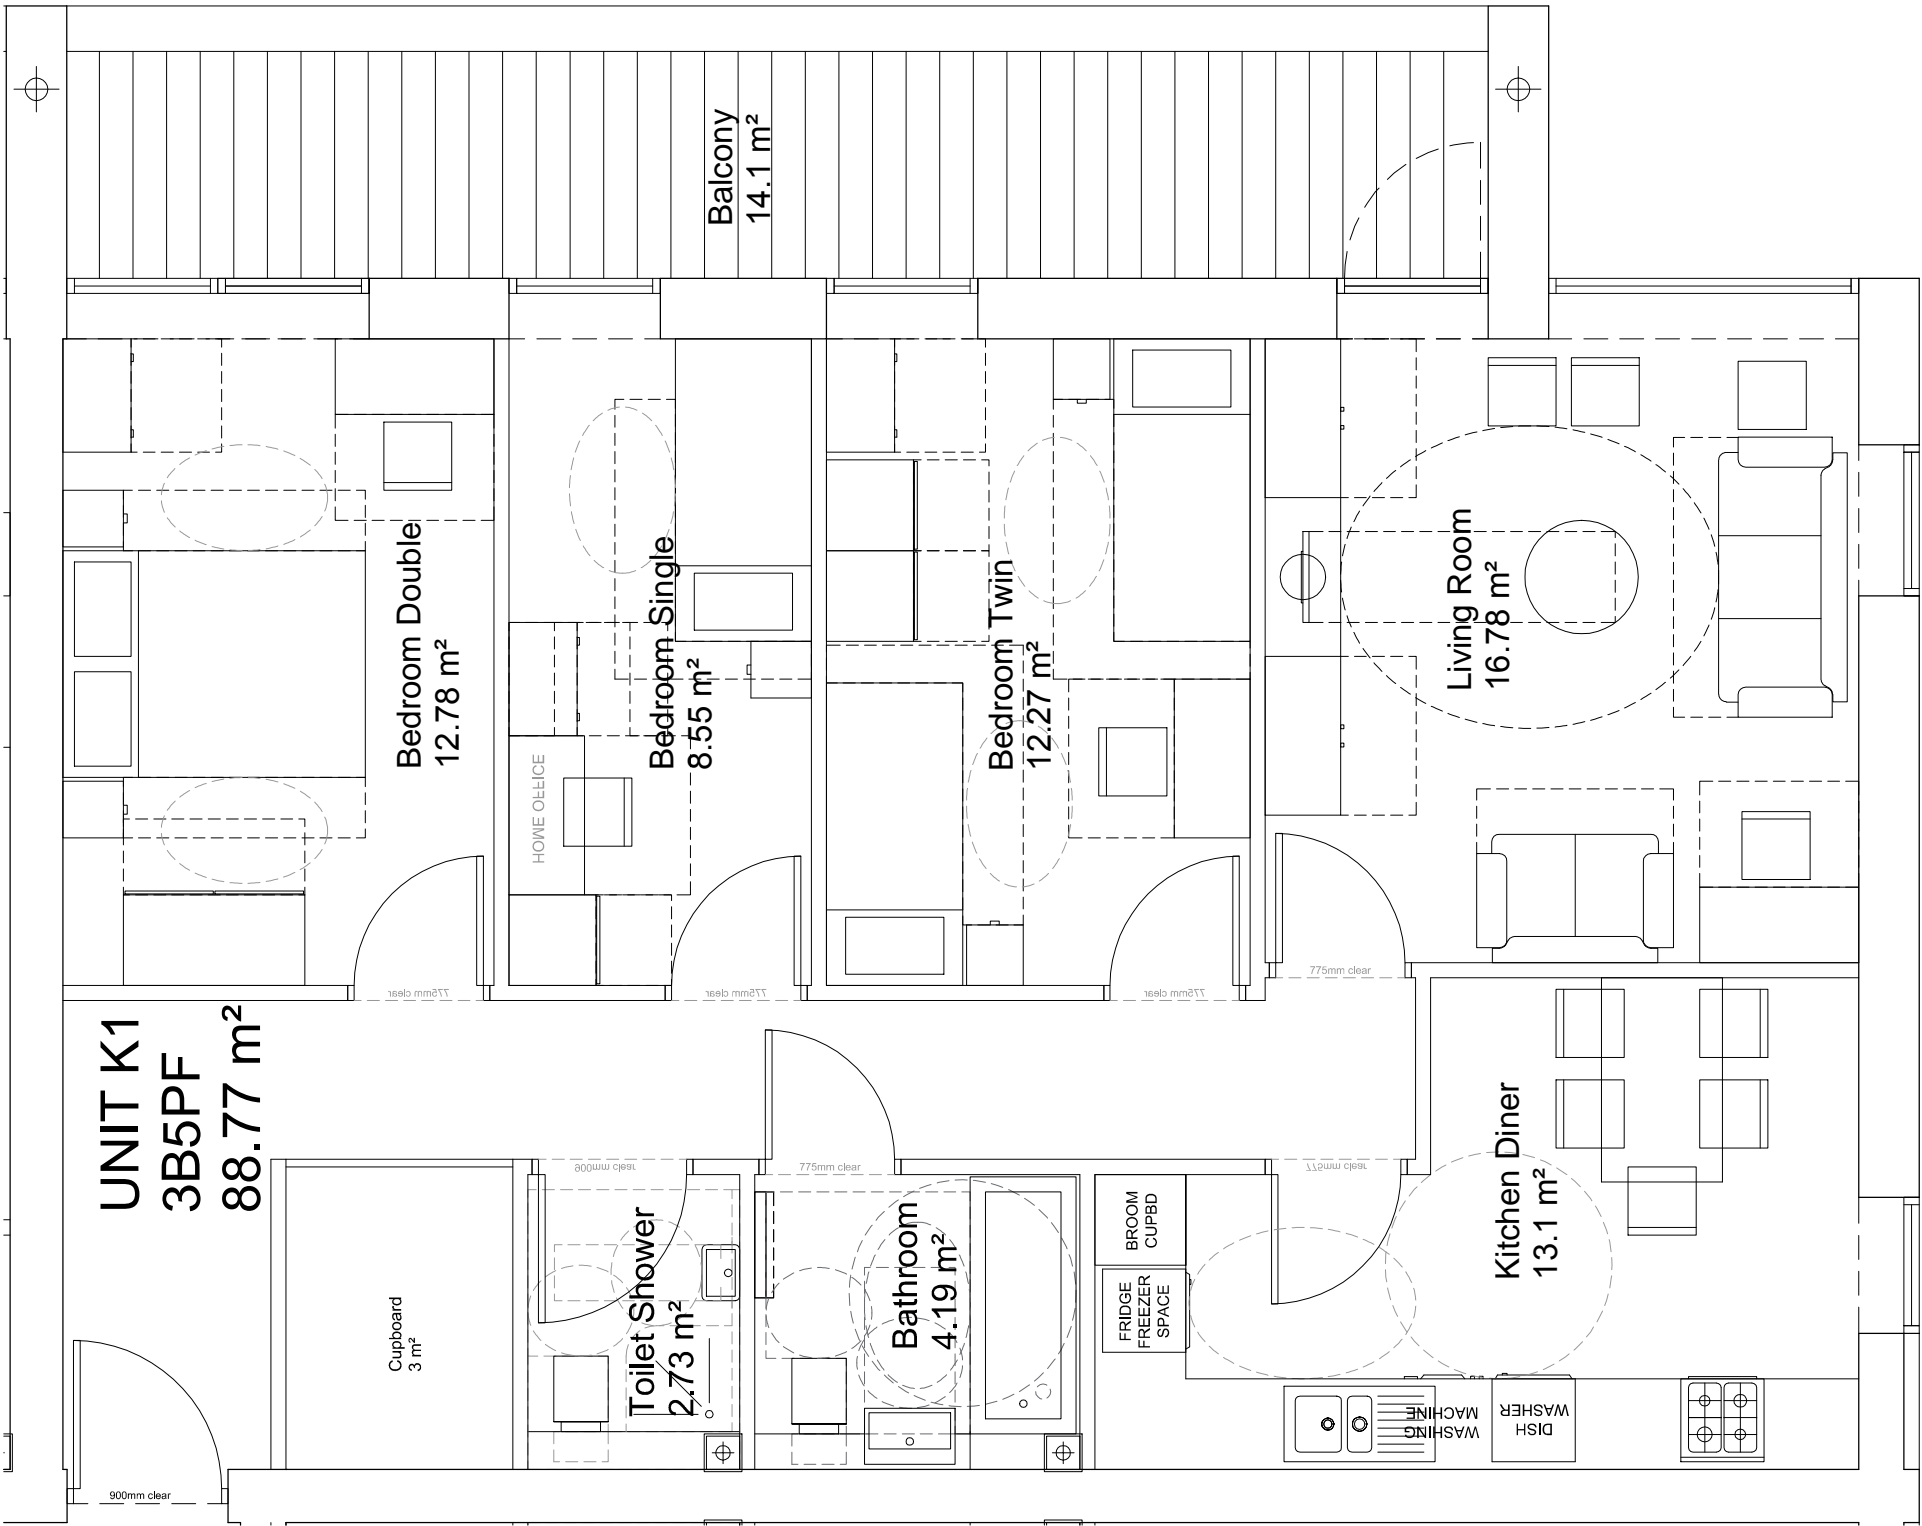 Balcony
14.1 m²
Bedroom Double
12.78 m²
Bedroom Single
8.55 m²
Bedroom Twin
12.27 m²
Living Room
16.78 m²
HOME OFFICE
775mm clear
775mm clear
775mm clear
775mm clear
UNIT K1
3B5PF
88.77 m²
900mm clear
775mm clear
775mm clear
Cupboard
3 m²
Toilet Shower
2.73 m²
Bathroom
4.19 m²
BROOM
CUPBD
FRIDGE
FREEZER
SPACE
Kitchen Diner
13.1 m²
WASHING
MACHINE
DISH
WASHER
900mm clear